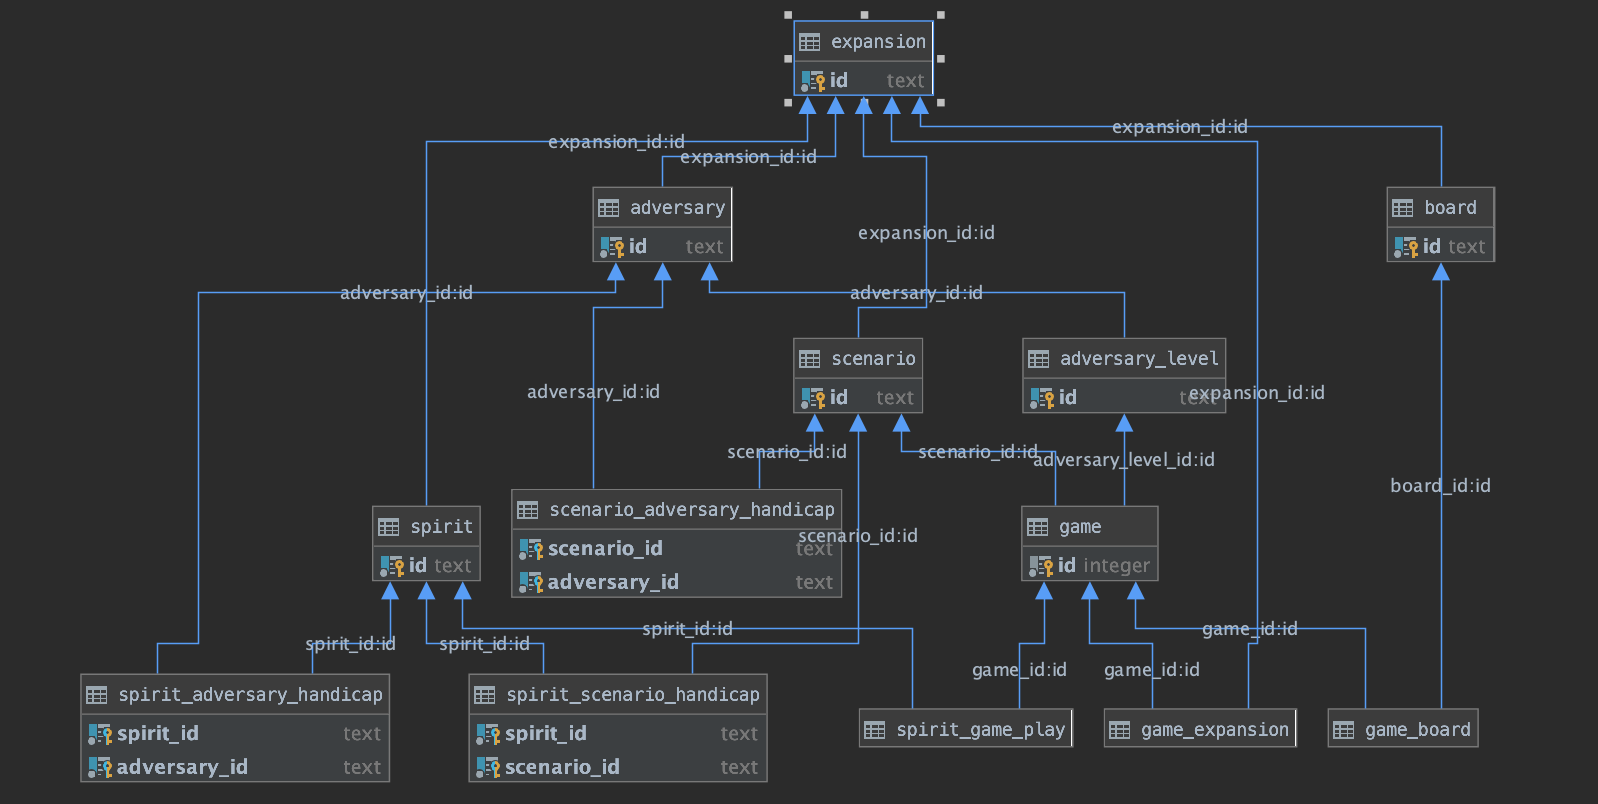 expansion
id text
expansion_id:id
expansion_id:id
expansion_id:id
adversary
id text
board
id text
expansion_id:id
adversary_id:id
adversary_id:id
scenario
id text
adversary_level
id text
expansion_id:id
adversary_id:id
scenario_id:id
scenario_id:id
adversary_level_id:id
board_id:id
spirit
id text
scenario_adversary_handicap
scenario_id text
adversary_id text
scenario_id:id
game
id integer
spirit_id:id
spirit_id:id
spirit_id:id
game_id:id
game_id:id
game_id:id
spirit_adversary_handicap
spirit_id text
adversary_id text
spirit_scenario_handicap
spirit_id text
scenario_id text
spirit_game_play
game_expansion
game_board